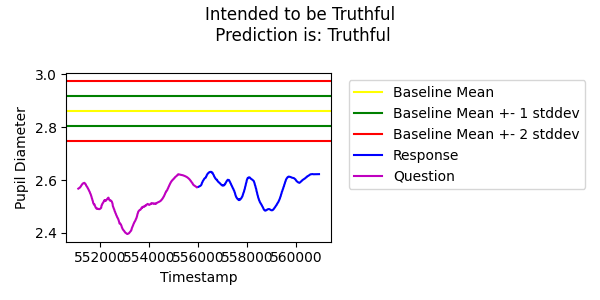 Intended to be Truthful
Prediction is: Truthful
Pupil Diameter
3.0
2.8
2.6
2.4
552000 554000 556000 558000 560000
Timestamp
Baseline Mean
Baseline Mean +- 1 stddev
Baseline Mean +- 2 stddev
Response
Question